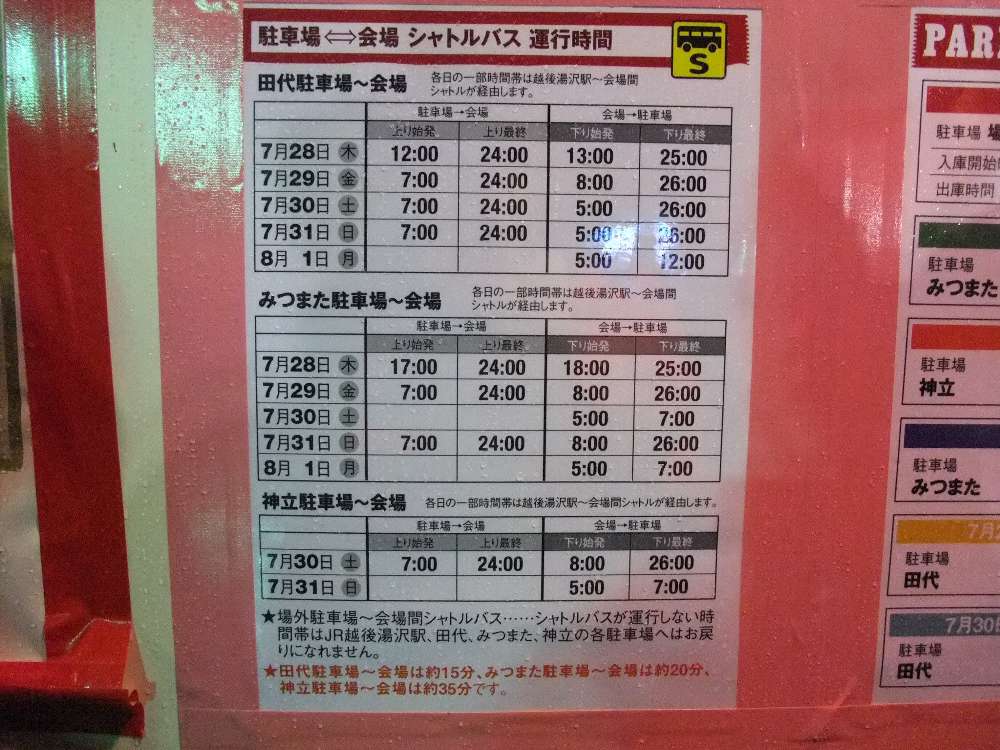 駐車場⇔会場 シャトルバス 運行時間
S
田代駐車場〜会場 各日の一部時間帯は越後湯沢駅〜会場間
シャトルが経由します。
駐車場→会場 会場→駐車場
上り始発 上り最終 下り始発 下り最終
7月28日 木 12:00 24:00 13:00 25:00
7月29日 金 7:00 24:00 8:00 26:00
7月30日 土 7:00 24:00 5:00 26:00
7月31日 日 7:00 24:00 5:00 26:00
8月 1日 月 5:00 12:00
みつまた駐車場〜会場 各日の一部時間帯は越後湯沢駅〜会場間
シャトルが経由します。
駐車場→会場 会場→駐車場
上り始発 上り最終 下り始発 下り最終
7月28日 木 17:00 24:00 18:00 25:00
7月29日 金 7:00 24:00 8:00 26:00
7月30日 土 5:00 7:00
7月31日 日 7:00 24:00 8:00 26:00
8月 1日 月 5:00 7:00
神立駐車場〜会場 各日の一部時間帯は越後湯沢駅〜会場間シャトルが経由します。
駐車場→会場 会場→駐車場
上り始発 上り最終 下り始発 下り最終
7月30日 土 7:00 24:00 8:00 26:00
7月31日 日 5:00 7:00
★場外駐車場〜会場間シャトルバス……シャトルバスが運行しない時
間帯はJR越後湯沢駅、田代、みつまた、神立の各駐車場へはお戻
りになれません。
★田代駐車場〜会場は約15分、みつまた駐車場〜会場は約20分、
神立駐車場〜会場は約35分です。
PAR
駐車場 場
入庫開始
出庫時間
駐車場
みつまた
駐車場
神立
駐車場
みつまた
7月
駐車場
田代
7月30
駐車場
田代